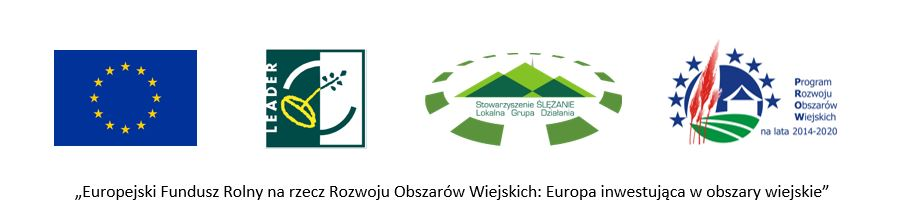 LEADER
Stowarzyszenie ŚLĘŻANIE
Lokalna Grupa Działania
Program
Rozwoju
Obszarów
Wiejskich
na lata 2014-2020
„Europejski Fundusz Rolny na rzecz Rozwoju Obszarów Wiejskich: Europa inwestująca w obszary wiejskie”